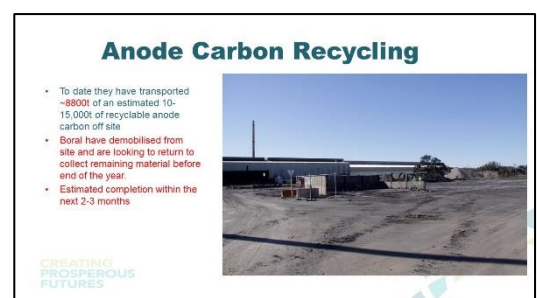 Anode Carbon Recycling
• To date they have transported
~8800t of an estimated 10-
15,000t of recyclable anode
carbon off site
• Boral have demobilised from
site and are looking to return to
collect remaining material before
end of the year.
• Estimated completion within the
next 2-3 months
CREATING
PROSPEROUS
FUTURES